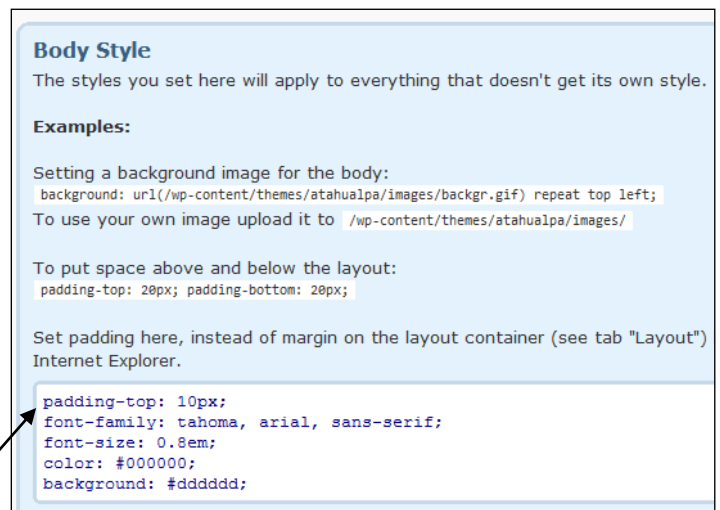 Body Style
The styles you set here will apply to everything that doesn't get its own style.
Examples:
Setting a background image for the body:
background: url(/wp-content/themes/atahualpa/images/backgr.gif) repeat top left;
To use your own image upload it to /wp-content/themes/atahualpa/images/
To put space above and below the layout:
padding-top: 20px; padding-bottom: 20px;
Set padding here, instead of margin on the layout container (see tab "Layout")
Internet Explorer.
padding-top: 10px;
font-family: tahoma, arial, sans-serif;
font-size: 0.8em;
color: #000000;
background: #dddddd;